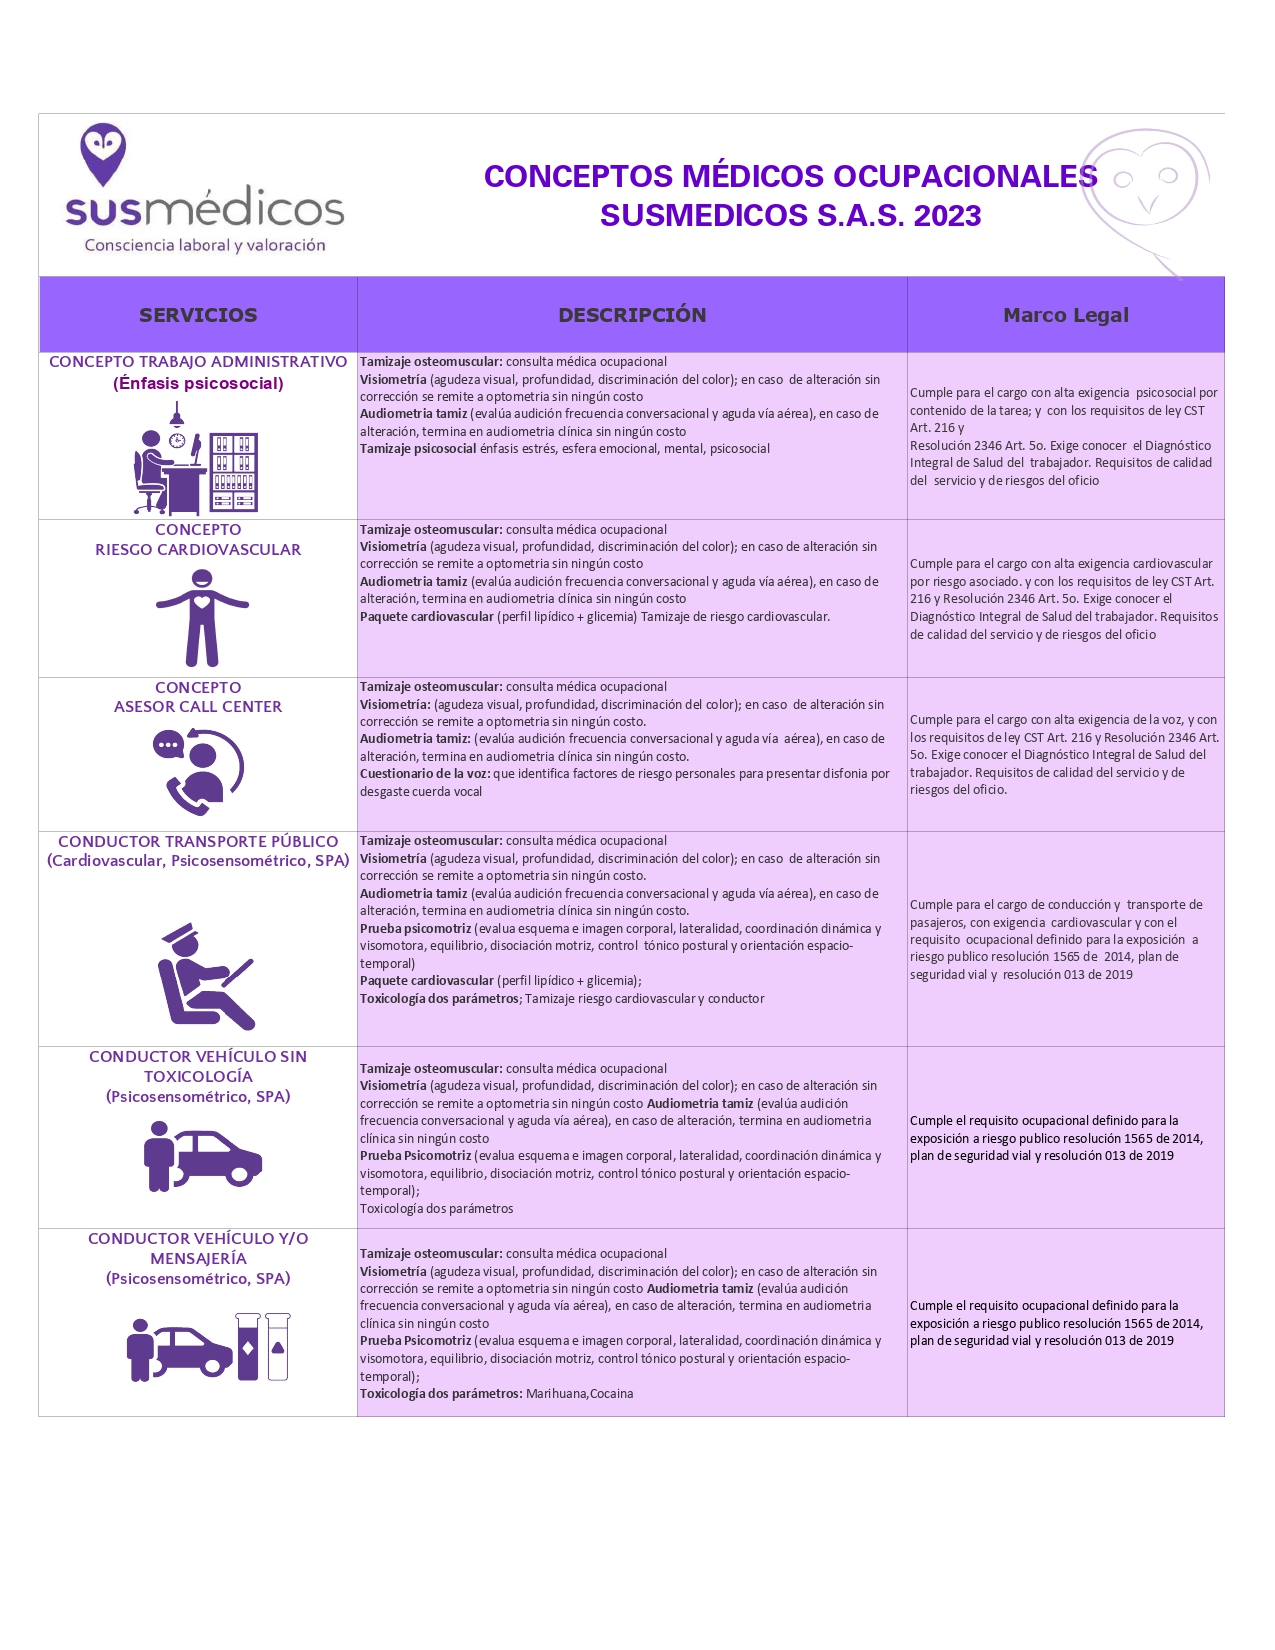 susmédicos
Consciencia laboral y valoración
CONCEPTOS MÉDICOS OCUPACIONALES
SUSMEDICOS S.A.S. 2023
SERVICIOS
DESCRIPCIÓN
Marco Legal
CONCEPTO TRABAJO ADMINISTRATIVO
(Énfasis psicosocial)
Tamizaje osteomuscular: consulta médica ocupacional
Visiometría (agudeza visual, profundidad, discriminación del color); en caso de alteración sin
corrección se remite a optometria sin ningún costo
Audiometria tamiz (evalúa audición frecuencia conversacional y aguda vía aérea), en caso de
alteración, termina en audiometria clínica sin ningún costo
Tamizaje psicosocial énfasis estrés, esfera emocional, mental, psicosocial
Cumple para el cargo con alta exigencia psicosocial por
contenido de la tarea; y con los requisitos de ley CST
Art. 216 y
Resolución 2346 Art. 5o. Exige conocer el Diagnóstico
Integral de Salud del trabajador. Requisitos de calidad
del servicio y de riesgos del oficio
CONCEPTO
RIESGO CARDIOVASCULAR
Tamizaje osteomuscular: consulta médica ocupacional
Visiometría (agudeza visual, profundidad, discriminación del color); en caso de alteración sin
corrección se remite a optometria sin ningún costo
Audiometria tamiz (evalúa audición frecuencia conversacional y aguda vía aérea), en caso de
alteración, termina en audiometria clínica sin ningún costo
Paquete cardiovascular (perfil lipídico + glicemia) Tamizaje de riesgo cardiovascular.
Cumple para el cargo con alta exigencia cardiovascular
por riesgo asociado. y con los requisitos de ley CST Art.
216 y Resolución 2346 Art. 5o. Exige conocer el
Diagnóstico Integral de Salud del trabajador. Requisitos
de calidad del servicio y de riesgos del oficio
CONCEPTO
ASESOR CALL CENTER
Tamizaje osteomuscular: consulta médica ocupacional
Visiometría: (agudeza visual, profundidad, discriminación del color); en caso de alteración sin
corrección se remite a optometria sin ningún costo.
Audiometria tamiz: (evalúa audición frecuencia conversacional y aguda vía aérea), en caso de
alteración, termina en audiometria clínica sin ningún costo.
Cuestionario de la voz: que identifica factores de riesgo personales para presentar disfonia por
desgaste cuerda vocal
Cumple para el cargo con alta exigencia de la voz, y con
los requisitos de ley CST Art. 216 y Resolución 2346 Art.
5o. Exige conocer el Diagnóstico Integral de Salud del
trabajador. Requisitos de calidad del servicio y de
riesgos del oficio.
CONDUCTOR TRANSPORTE PÚBLICO
(Cardiovascular, Psicosensométrico, SPA)
Tamizaje osteomuscular: consulta médica ocupacional
Visiometría (agudeza visual, profundidad, discriminación del color); en caso de alteración sin
corrección se remite a optometria sin ningún costo.
Audiometria tamiz (evalúa audición frecuencia conversacional y aguda vía aérea), en caso de
alteración, termina en audiometria clínica sin ningún costo.
Prueba psicomotriz (evalua esquema e imagen corporal, lateralidad, coordinación dinámica y
visomotora, equilibrio, disociación motriz, control tónico postural y orientación espacio-
temporal)
Paquete cardiovascular (perfil lipídico + glicemia);
Toxicología dos parámetros; Tamizaje riesgo cardiovascular y conductor
Cumple para el cargo de conducción y transporte de
pasajeros, con exigencia cardiovascular y con el
requisito ocupacional definido para la exposición a
riesgo publico resolución 1565 de 2014, plan de
seguridad vial y resolución 013 de 2019
CONDUCTOR VEHÍCULO SIN
TOXICOLOGÍA
(Psicosensométrico, SPA)
Tamizaje osteomuscular: consulta médica ocupacional
Visiometría (agudeza visual, profundidad, discriminación del color); en caso de alteración sin
corrección se remite a optometria sin ningún costo Audiometria tamiz (evalúa audición
frecuencia conversacional y aguda vía aérea), en caso de alteración, termina en audiometria
clínica sin ningún costo
Prueba Psicomotriz (evalua esquema e imagen corporal, lateralidad, coordinación dinámica y
visomotora, equilibrio, disociación motriz, control tónico postural y orientación espacio-
temporal);
Toxicología dos parámetros
Cumple el requisito ocupacional definido para la
exposición a riesgo publico resolución 1565 de 2014,
plan de seguridad vial y resolución 013 de 2019
CONDUCTOR VEHÍCULO Y/O
MENSAJERÍA
(Psicosensométrico, SPA)
Tamizaje osteomuscular: consulta médica ocupacional
Visiometría (agudeza visual, profundidad, discriminación del color); en caso de alteración sin
corrección se remite a optometria sin ningún costo Audiometria tamiz (evalúa audición
frecuencia conversacional y aguda vía aérea), en caso de alteración, termina en audiometria
clínica sin ningún costo
Prueba Psicomotriz (evalua esquema e imagen corporal, lateralidad, coordinación dinámica y
visomotora, equilibrio, disociación motriz, control tónico postural y orientación espacio-
temporal);
Toxicología dos parámetros: Marihuana,Cocaina
Cumple el requisito ocupacional definido para la
exposición a riesgo publico resolución 1565 de 2014,
plan de seguridad vial y resolución 013 de 2019